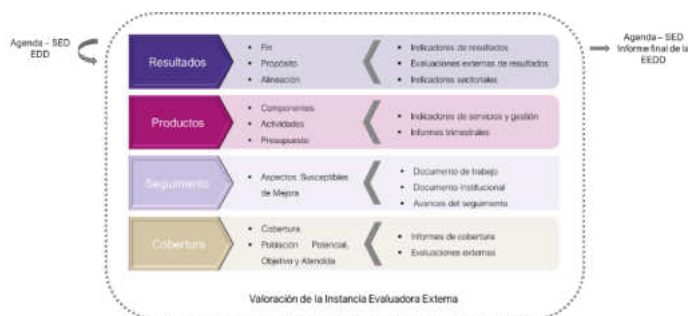 Agenda – SED
EDD
Agenda – SED
Informe final de la
EEDD
Resultados
• Fin
• Propósito
• Alineación
• Indicadores de resultados
• Evaluaciones externas de resultados
• Indicadores sectoriales
Productos
• Componentes
• Actividades
• Presupuesto
• Indicadores de servicios y gestión
• Informes trimestrales
Seguimiento
• Aspectos Susceptibles
de Mejora
• Documento de trabajo
• Documento institucional
• Avances del seguimiento
Cobertura
• Cobertura
• Población Potencial,
Objetivo y Atendida
• Informes de cobertura
• Evaluaciones externas
Valoración de la Instancia Evaluadora Externa